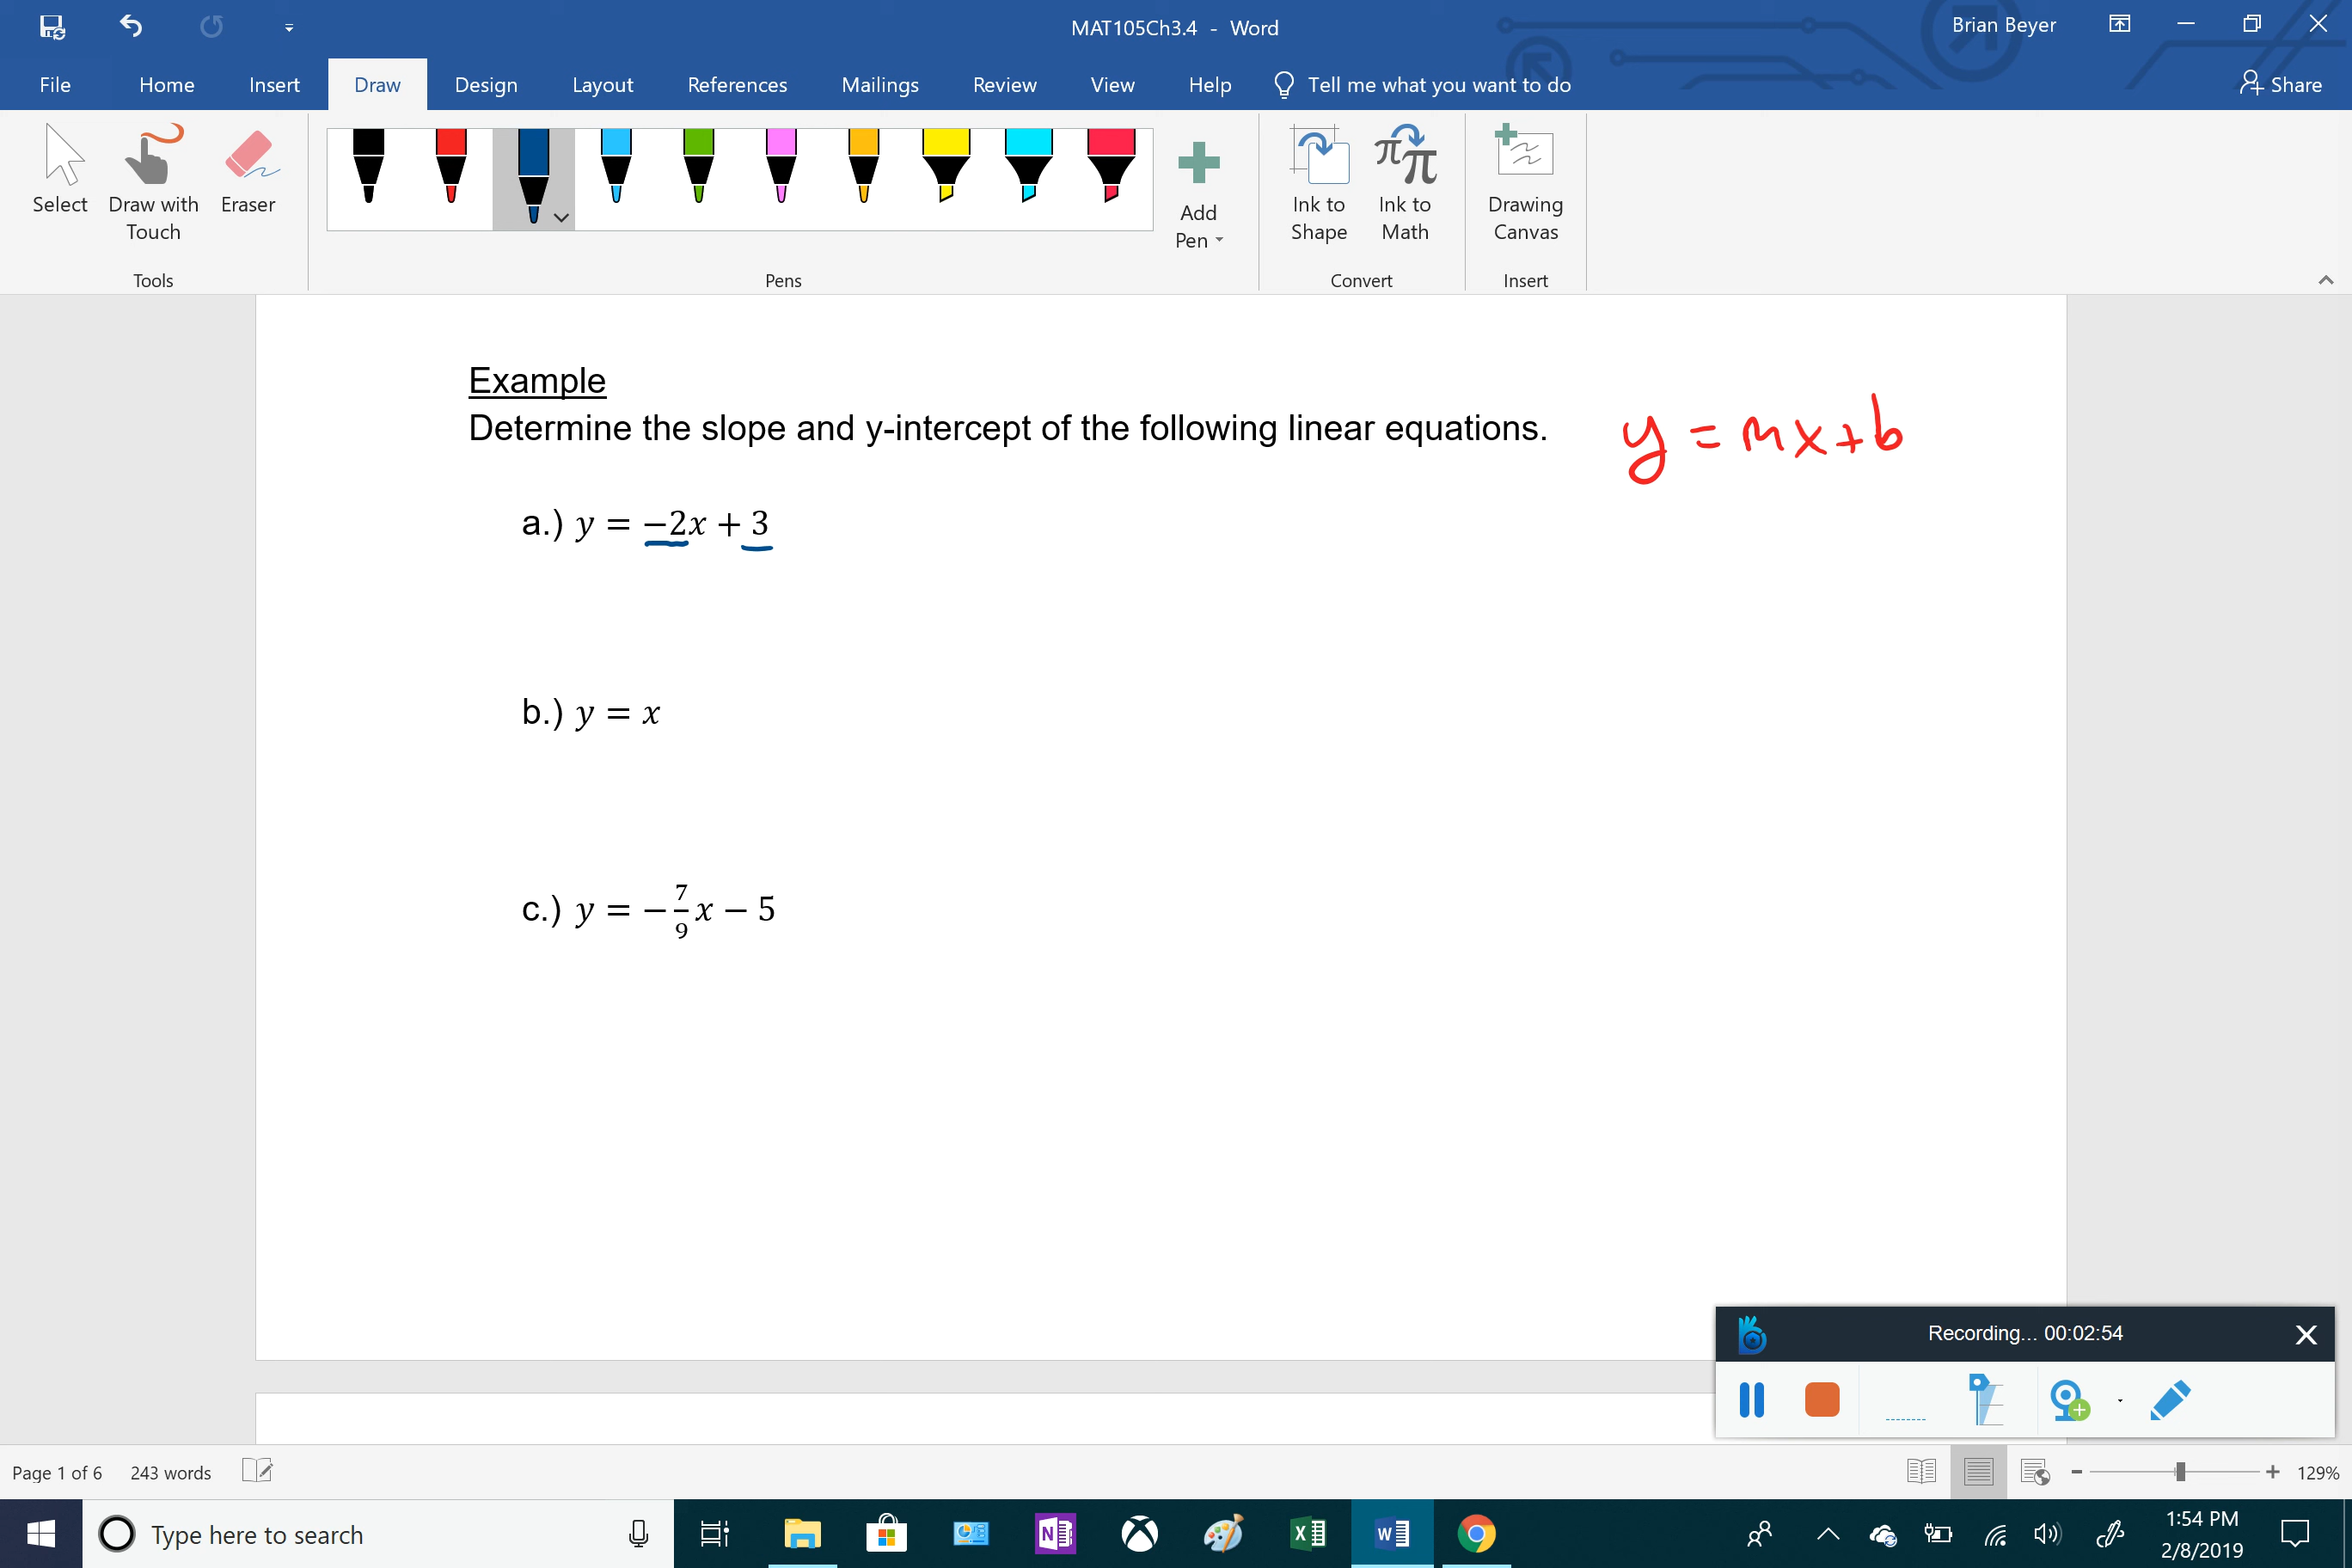 MAT105Ch3.4 - Word
Brian Beyer
File Home Insert Draw Design Layout References Mailings Review View Help Tell me what you want to do Share
Select Draw with Touch Eraser
Add Pen
Ink to Shape Ink to Math
Drawing Canvas
Tools Pens Convert Insert
Example
Determine the slope and y-intercept of the following linear equations.
y = mx+b
a.) y = −2x + 3
b.) y = x
c.) y = −7/9x − 5
Recording... 00:02:54
Page 1 of 6 243 words
129%
Type here to search
1:54 PM
2/8/2019